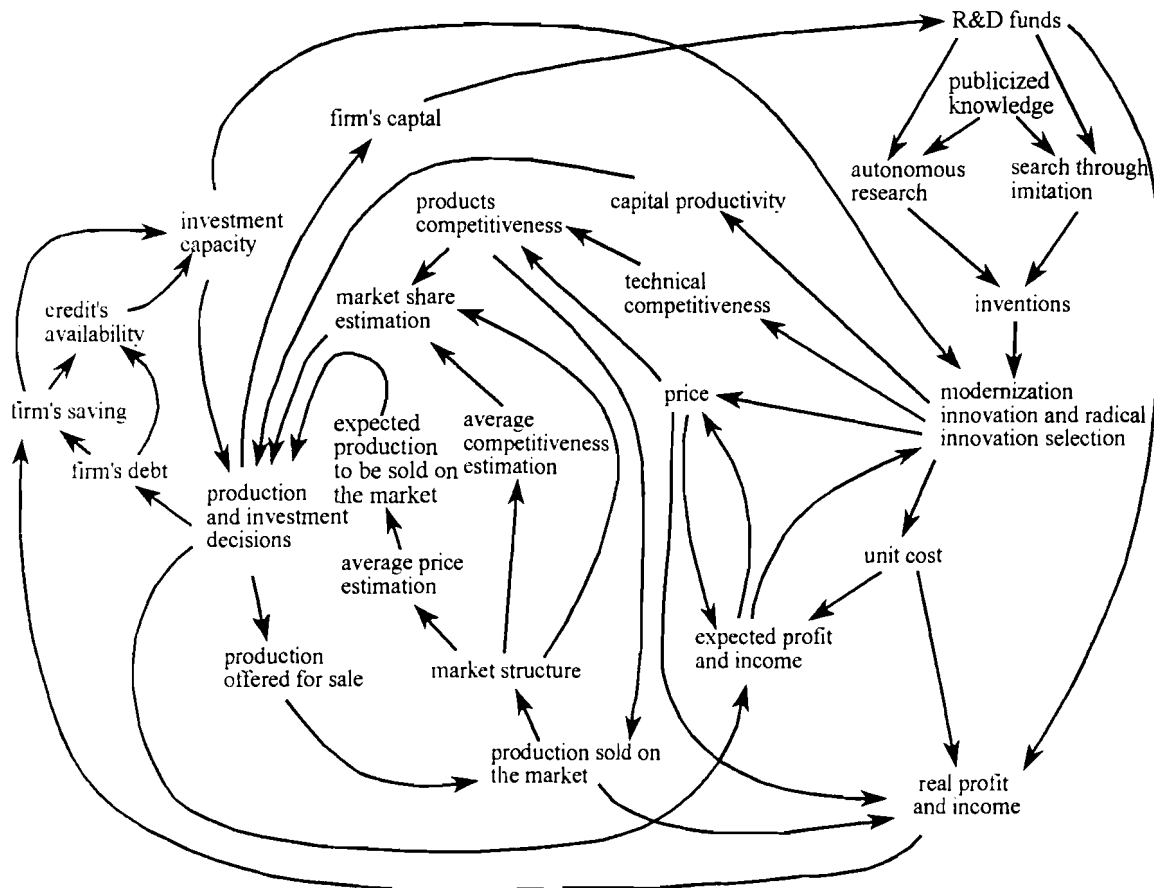 R&D funds
publicized
knowledge
firm's captal
autonomous
research
search through
imitation
products
competitiveness
capital productivity
investment
capacity
technical
competitiveness
inventions
market share
estimation
credit's
availability
modernization
innovation and radical
innovation selection
price
firm's saving
expected
production
to be sold on
the market
average
competitiveness
estimation
firm's debt
production
and investment
decisions
unit cost
average price
estimation
expected profit
and income
production
offered for sale
market structure
production sold on
the market
real profit
and income